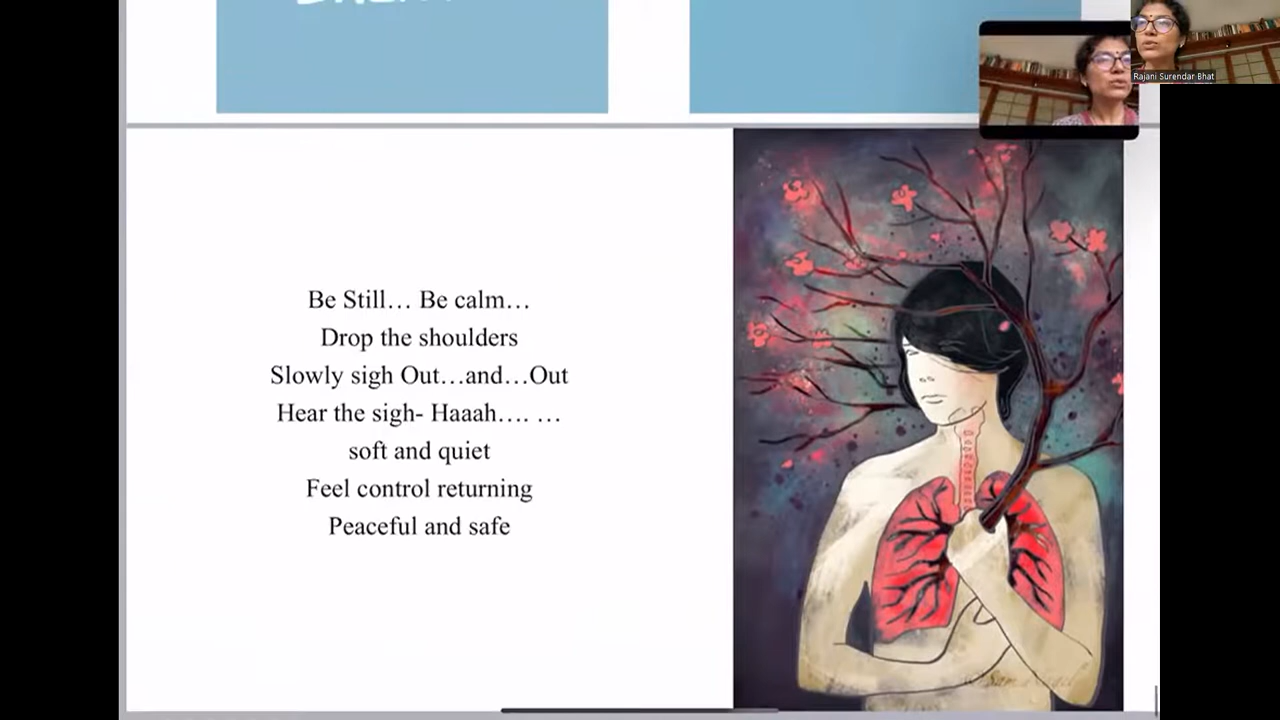 Rajani Surendar Bhat
Be Still… Be calm…
Drop the shoulders
Slowly sigh Out…and…Out
Hear the sigh- Haaah…. …
soft and quiet
Feel control returning
Peaceful and safe